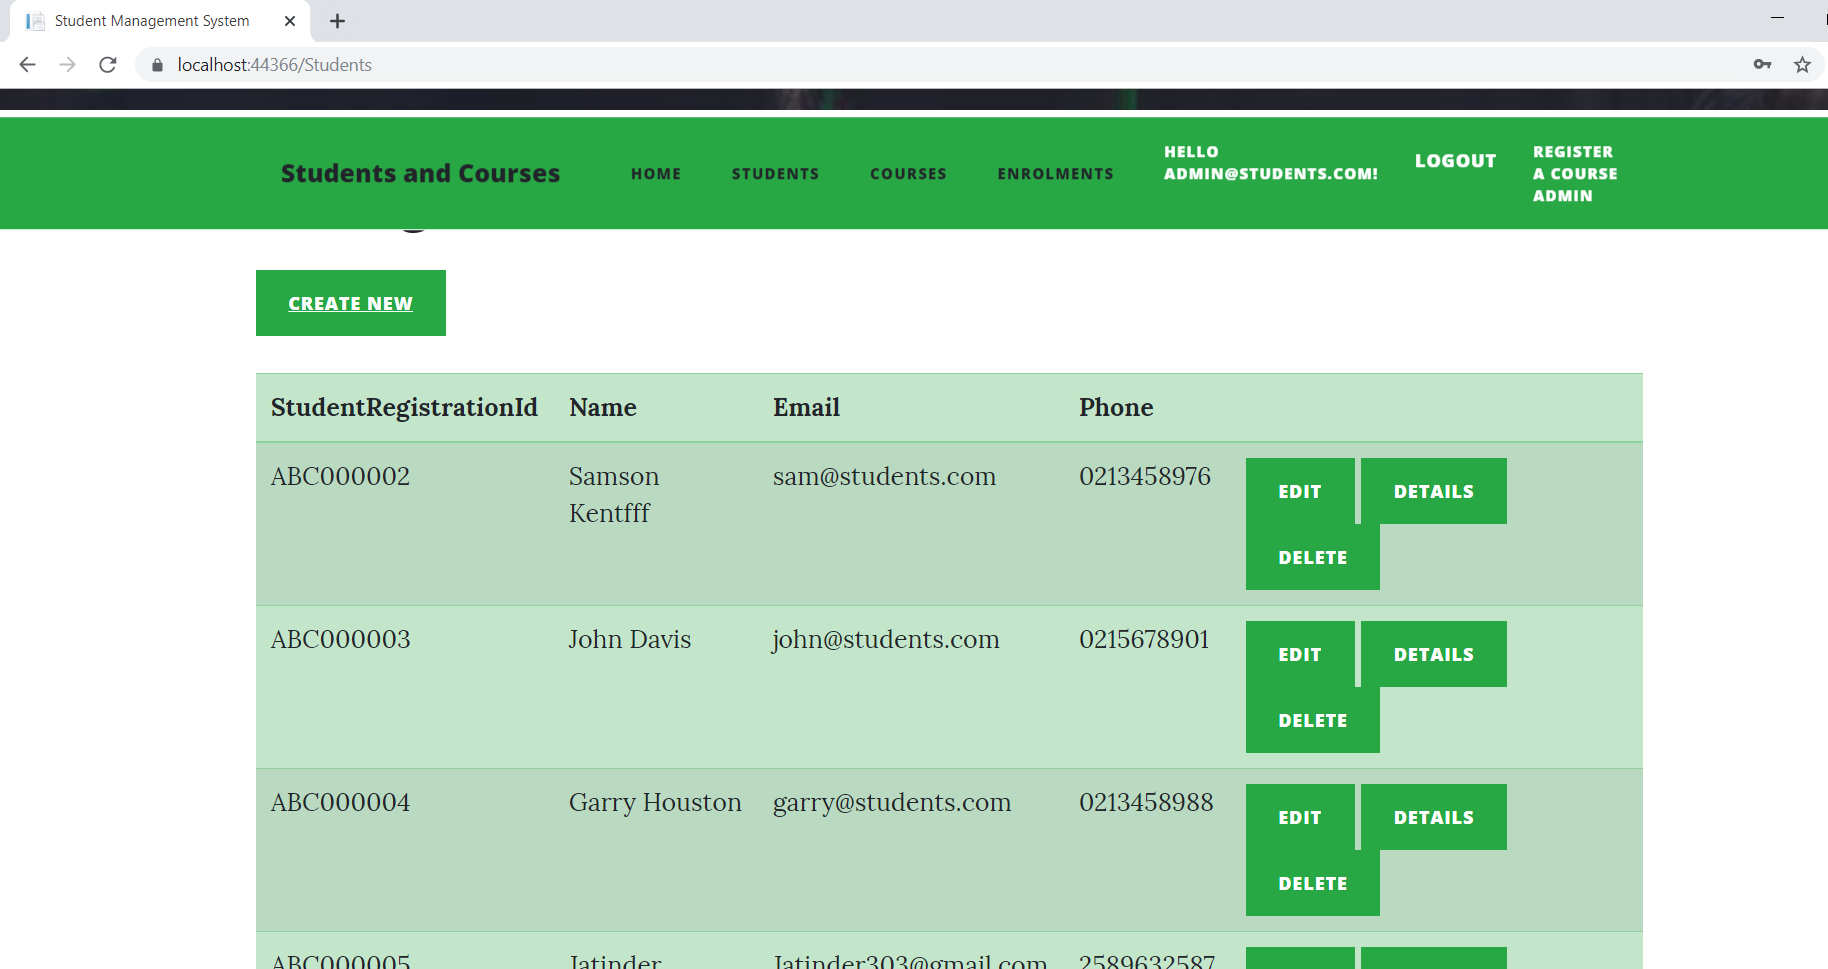 Student Management System
localhost:44366/Students
Students and Courses HOME STUDENTS COURSES ENROLMENTS HELLO ADMIN@STUDENTS.COM! LOGOUT REGISTER A COURSE ADMIN
CREATE NEW
StudentRegistrationId Name Email Phone
ABC000002 Samson Kentfff sam@students.com 0213458976 EDIT DETAILS
DELETE
ABC000003 John Davis john@students.com 0215678901 EDIT DETAILS
DELETE
ABC000004 Garry Houston garry@students.com 0213458988 EDIT DETAILS
DELETE
ABC000005 Jatinder Jatinder303@gmail.com 2589632587